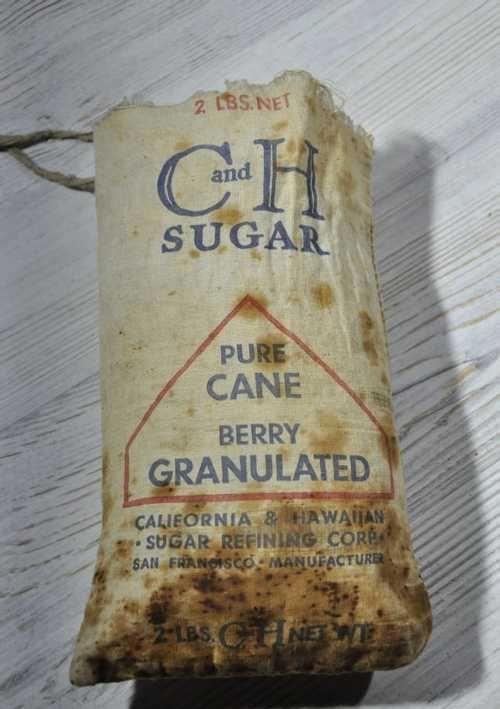 2 LBS. NET
C and H
SUGAR
PURE
CANE
BERRY
GRANULATED
CALIFORNIA & HAWAIIAN
• SUGAR REFINING CORP. •
SAN FRANCISCO • MANUFACTURER
2 LBS. C H NET WT.